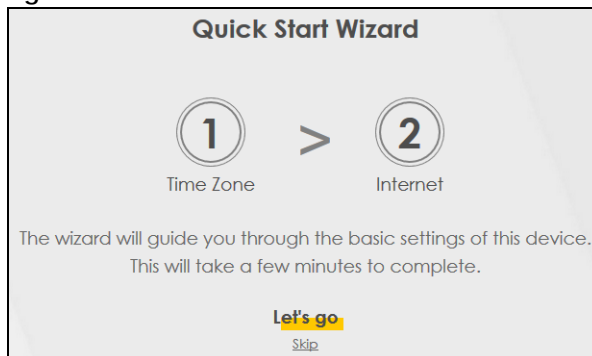 Quick Start Wizard
1 > 2
Time Zone Internet
The wizard will guide you through the basic settings of this device.
This will take a few minutes to complete.
Let's go
Skip